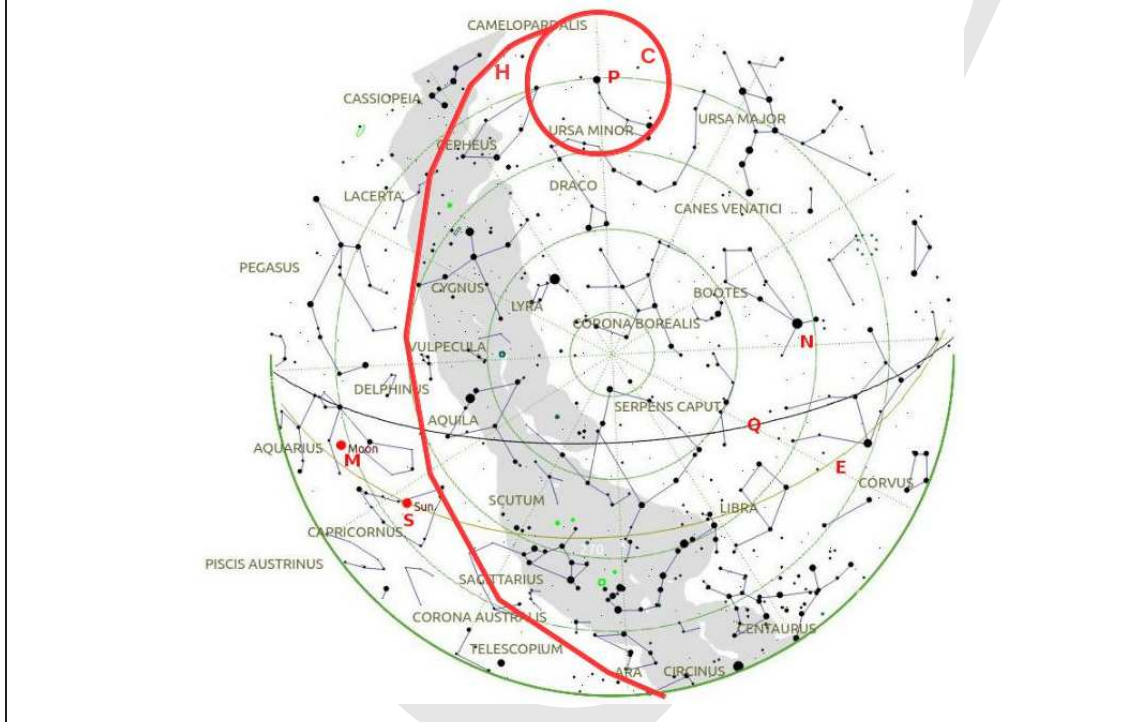 CAMELOPARDALIS
H
C
P
CASSIOPEIA
URSA MINOR
URSA MAJOR
CEPHEUS
DRACO
LACERTA
CANES VENATICI
PEGASUS
CYGNUS
LYRA
BOOTES
CORONA BOREALIS
N
VULPECULA
DELPHINUS
SERPENS CAPUT
AQUILA
Q
AQUARIUS
Moon
M
E
CORVUS
SCUTUM
LIBRA
Sun
S
CAPRICORNUS
270
PISCIS AUSTRINUS
SAGITTARIUS
CORONA AUSTRALIS
CENTAURUS
TELESCOPIUM
ARA
CIRCINUS